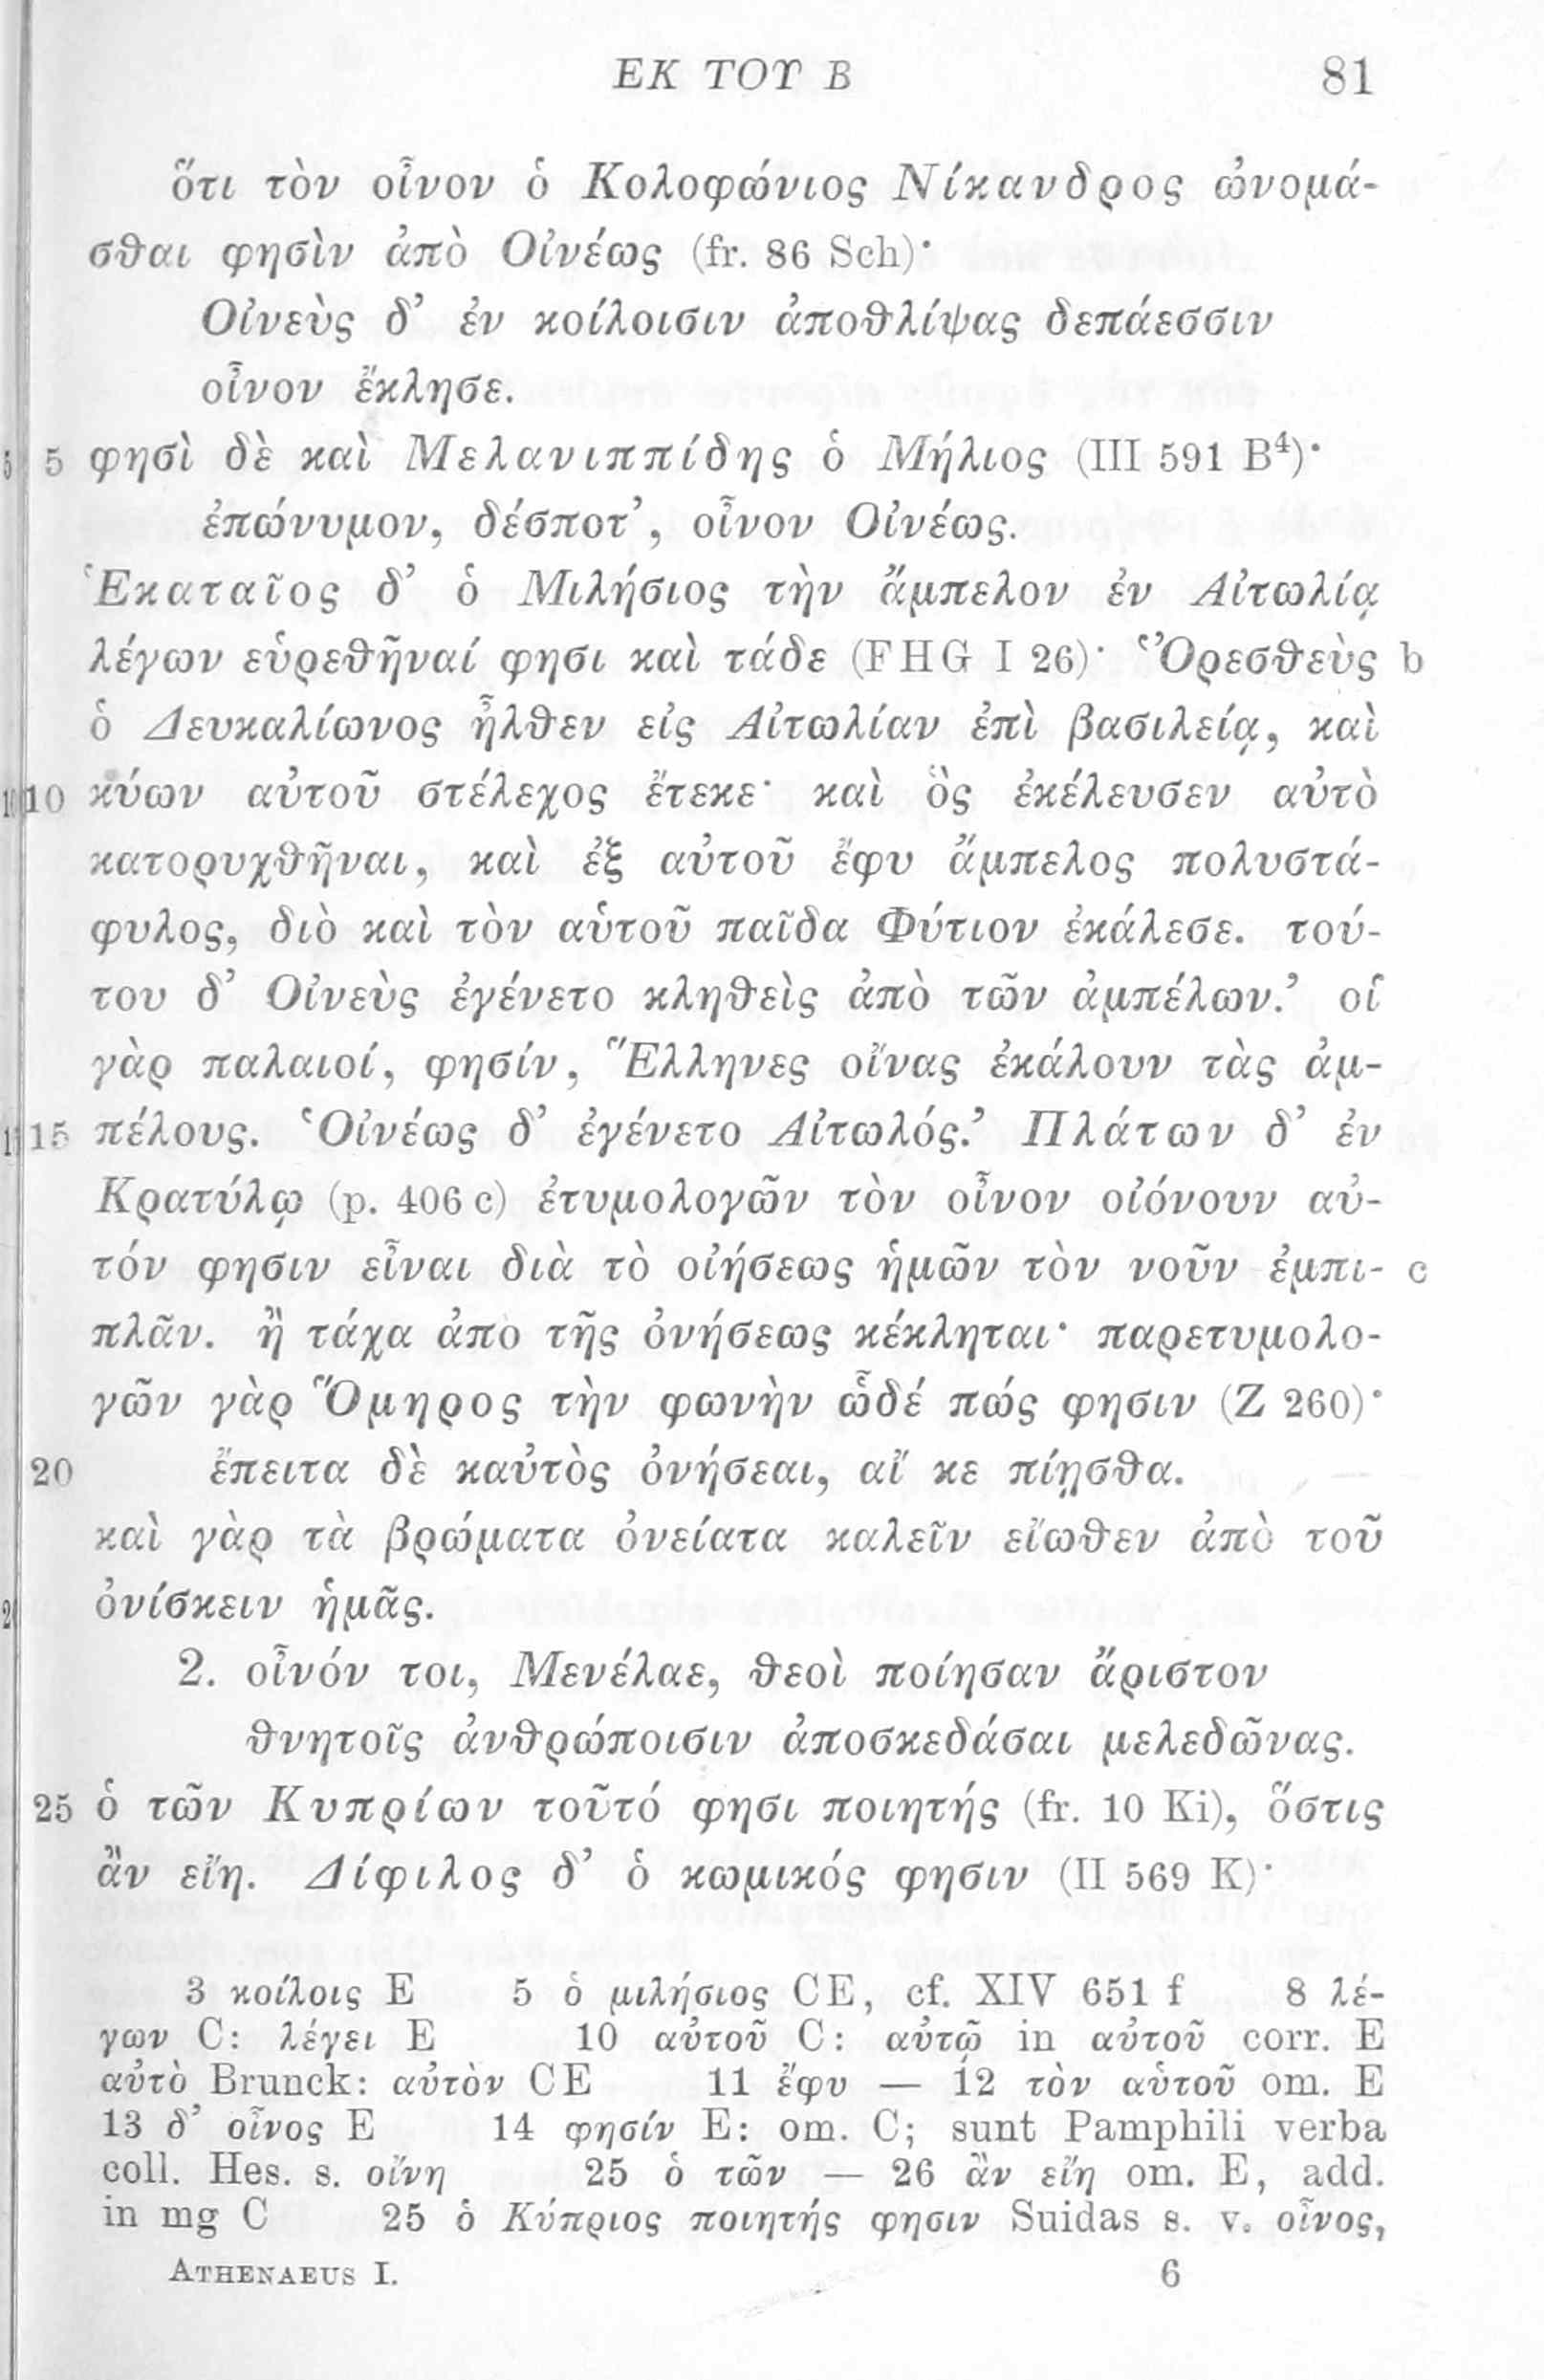 ΕΚ ΤΟΥ Β 81
ὅτι τὸν οἶνον ὁ Κολοφώνιος Νίκανδρος ὠνομά-
σθαι φησὶν ἀπὸ Οἰνέως (fr. 86 Sch)·
Οἰνεὺς δ’ ἐν κοίλοισιν ἀποθλίψας δεπάεσσιν
οἶνον ἔκλησε.
5 φησὶ δὲ καὶ Μελανιππίδης ὁ Μήλιος (III 591 B⁴)·
ἐπώνυμον, δέσποτ’, οἶνον Οἰνέως.
Ἑκαταῖος δ’ ὁ Μιλήσιος τὴν ἄμπελον ἐν Αἰτωλίᾳ
λέγων εὑρεθῆναί φησι καὶ τάδε (FHG I 26)· ‘Ὀρεσθεὺς b
ὁ Δευκαλίωνος ἦλθεν εἰς Αἰτωλίαν ἐπὶ βασιλείᾳ, καὶ
10 κύων αὐτοῦ στέλεχος ἔτεκε· καὶ ὃς ἐκέλευσεν αὐτὸ
κατορυχθῆναι, καὶ ἐξ αὐτοῦ ἔφυ ἄμπελος πολυστά-
φυλος, διὸ καὶ τὸν αὑτοῦ παῖδα Φύτιον ἐκάλεσε. τού-
του δ’ Οἰνεὺς ἐγένετο κληθεὶς ἀπὸ τῶν ἀμπέλων.’ οἱ
γὰρ παλαιοί, φησίν, Ἕλληνες οἴνας ἐκάλουν τὰς ἀμ-
15 πέλους. ‘Οἰνέως δ’ ἐγένετο Αἰτωλός.’ Πλάτων δ’ ἐν
Κρατύλῳ (p. 406 c) ἐτυμολογῶν τὸν οἶνον οἰόνουν αὐ-
τόν φησιν εἶναι διὰ τὸ οἰήσεως ἡμῶν τὸν νοῦν ἐμπι- c
πλᾶν. ἢ τάχα ἀπὸ τῆς ὀνήσεως κέκληται· παρετυμολο-
γῶν γὰρ Ὅμηρος τὴν φωνὴν ὧδέ πώς φησιν (Ζ 260)·
20 ἔπειτα δὲ καὐτὸς ὀνήσεαι, αἴ κε πίῃσθα.
καὶ γὰρ τὰ βρώματα ὀνείατα καλεῖν εἴωθεν ἀπὸ τοῦ
ὀνίσκειν ἡμᾶς.
2. οἶνόν τοι, Μενέλαε, θεοὶ ποίησαν ἄριστον
θνητοῖς ἀνθρώποισιν ἀποσκεδάσαι μελεδῶνας.
25 ὁ τῶν Κυπρίων τοῦτό φησι ποιητής (fr. 10 Ki), ὅστις
ἂν εἴη. Δίφιλος δ’ ὁ κωμικός φησιν (II 569 K)·
3 κοίλοις E 5 ὁ μιλήσιος CE, cf. XIV 651 f 8 λέ-
γων C: λέγει E 10 αὐτοῦ C: αὐτῷ in αὐτοῦ corr. E
αὐτὸ Brunck: αὐτὸν CE 11 ἔφυ — 12 τὸν αὑτοῦ om. E
13 δ’ οἶνος E 14 φησίν E: om. C; sunt Pamphili verba
coll. Hes. s. οἴνη 25 ὁ τῶν — 26 ἂν εἴη om. E, add.
in mg C 25 ὁ Κύπριος ποιητής φησιν Suidas s. v. οἶνος,
ATHENAEUS I. 6